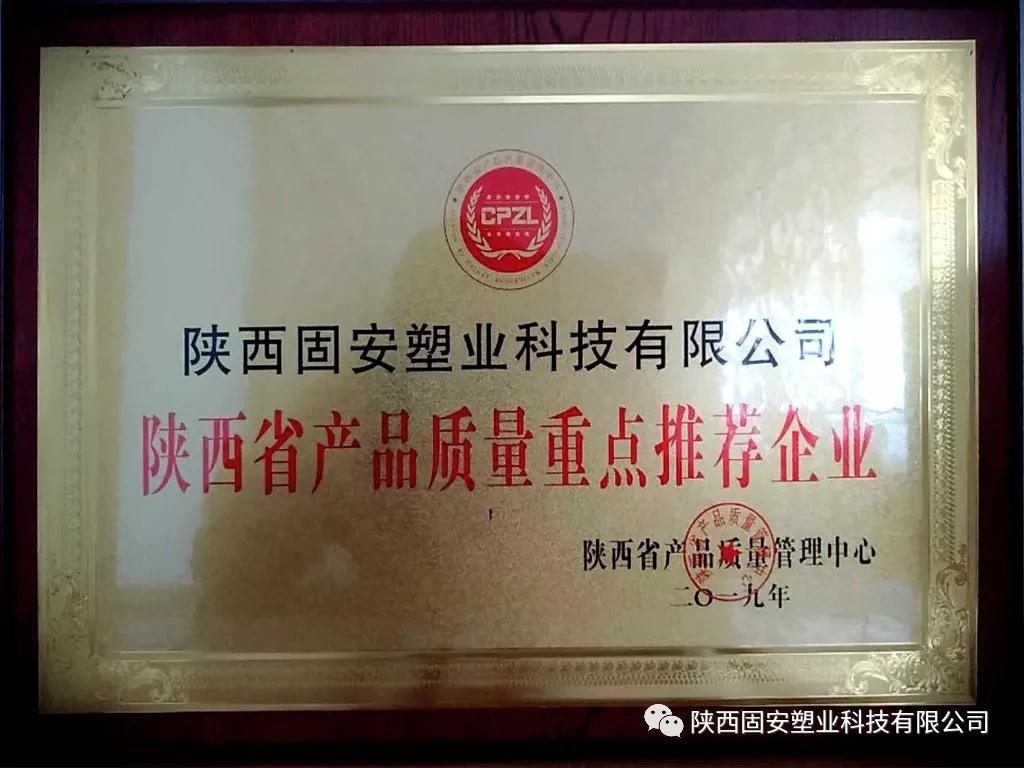 CPZL
陕西固安塑业科技有限公司
陕西省产品质量重点推荐企业
陕西省产品质量管理中心
二〇一九年
陕西固安塑业科技有限公司